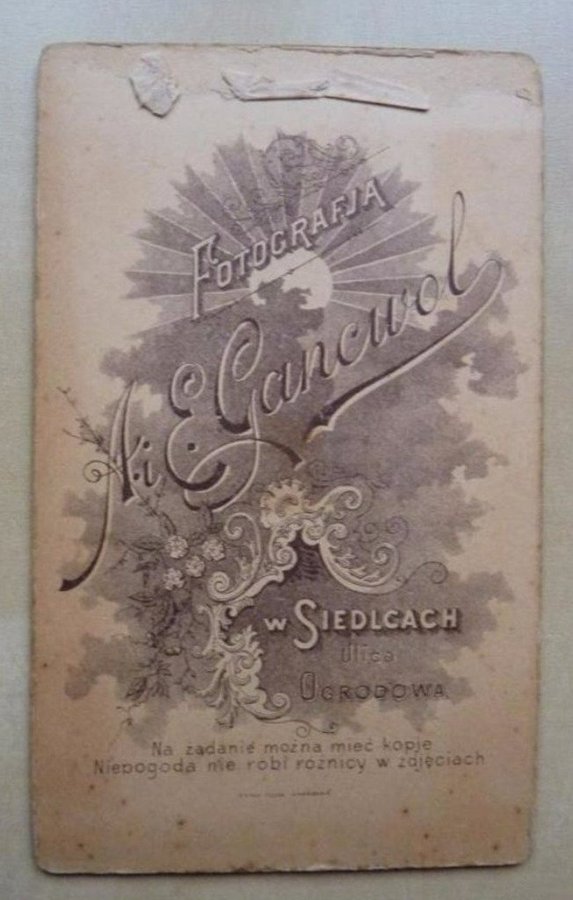 FOTOGRAFJA
A. i E. Gancwol
w SIEDLCACH
Ulica
OGRODOWA.
Na żądanie można mieć kopje
Niepogoda nie robi różnicy w zdjęciach